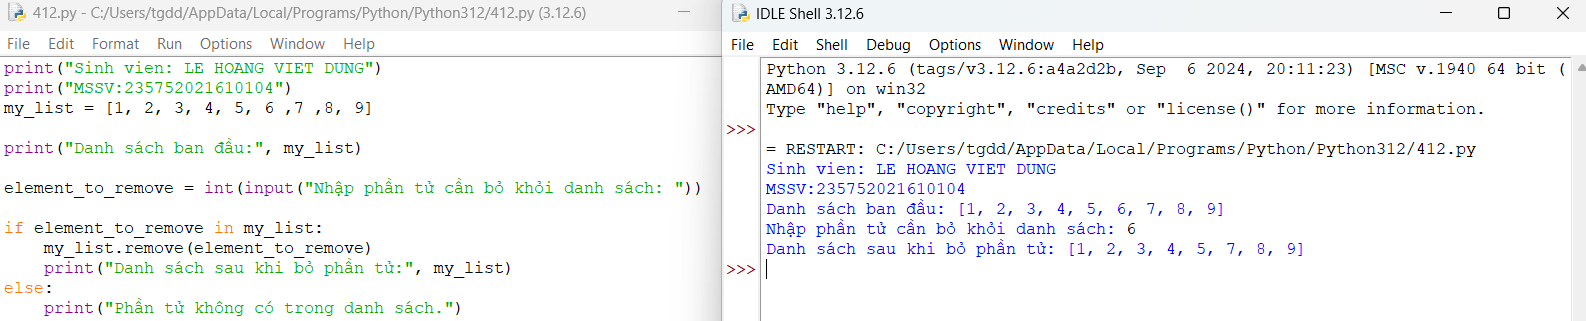 412.py - C:/Users/tgdd/AppData/Local/Programs/Python/Python312/412.py (3.12.6)
File Edit Format Run Options Window Help
print("Sinh vien: LE HOANG VIET DUNG")
print("MSSV:235752021610104")
my_list = [1, 2, 3, 4, 5, 6 ,7 ,8, 9]
print("Danh sách ban đầu:", my_list)
element_to_remove = int(input("Nhập phần tử cần bỏ khỏi danh sách: "))
if element_to_remove in my_list:
    my_list.remove(element_to_remove)
    print("Danh sách sau khi bỏ phần tử:", my_list)
else:
    print("Phần tử không có trong danh sách.")
IDLE Shell 3.12.6
File Edit Shell Debug Options Window Help
Python 3.12.6 (tags/v3.12.6:a4a2d2b, Sep  6 2024, 20:11:23) [MSC v.1940 64 bit (
AMD64)] on win32
Type "help", "copyright", "credits" or "license()" for more information.
>>>
= RESTART: C:/Users/tgdd/AppData/Local/Programs/Python/Python312/412.py
Sinh vien: LE HOANG VIET DUNG
MSSV:235752021610104
Danh sách ban đầu: [1, 2, 3, 4, 5, 6, 7, 8, 9]
Nhập phần tử cần bỏ khỏi danh sách: 6
Danh sách sau khi bỏ phần tử: [1, 2, 3, 4, 5, 7, 8, 9]
>>>